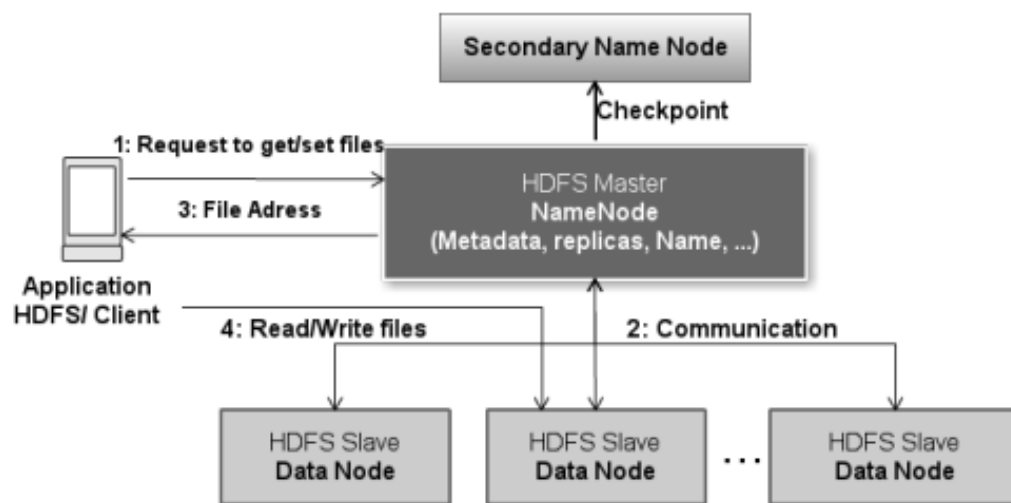 Secondary Name Node
Checkpoint
1: Request to get/set files
HDFS Master
NameNode
(Metadata, replicas, Name, ...)
3: File Adress
Application
HDFS/ Client
4: Read/Write files
2: Communication
HDFS Slave
Data Node
HDFS Slave
Data Node
...
HDFS Slave
Data Node